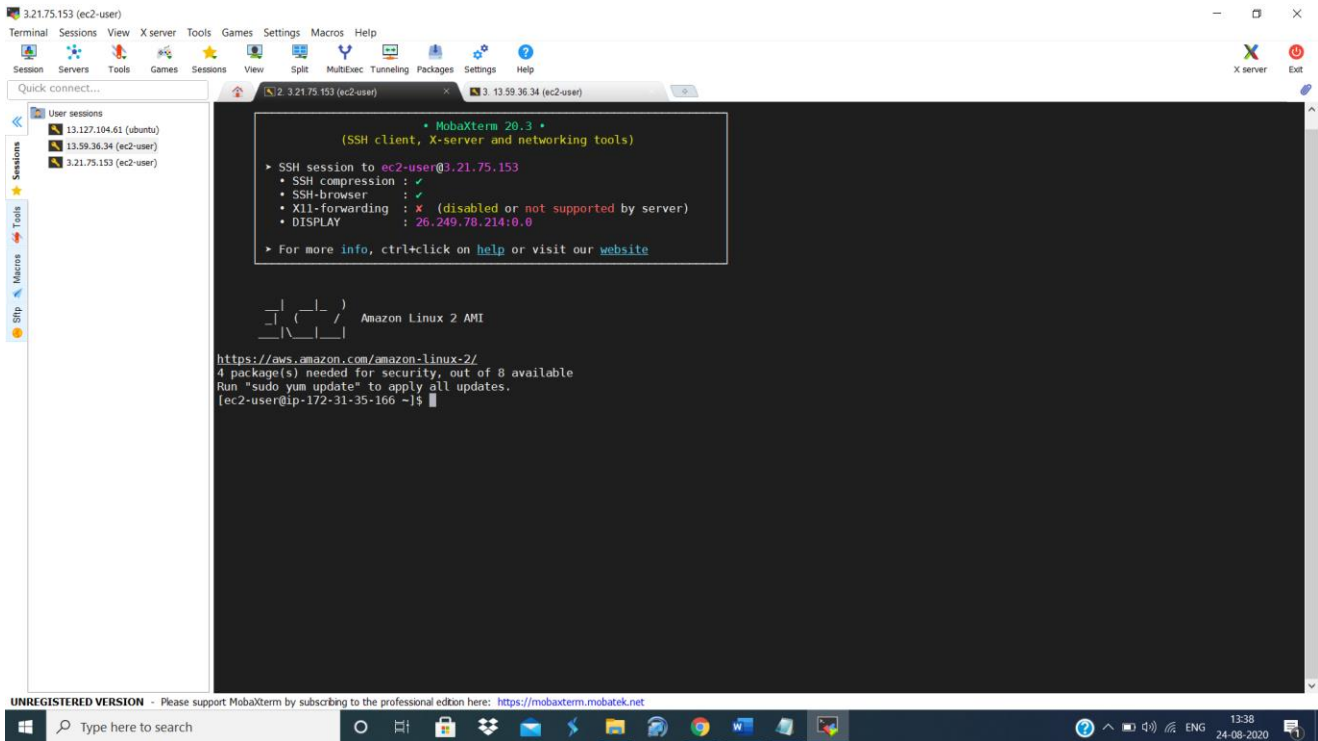 3.21.75.153 (ec2-user)
Terminal Sessions View X server Tools Games Settings Macros Help
Session Servers Tools Games Sessions View Split MultiExec Tunneling Packages Settings Help X server Exit
Quick connect...
2. 3.21.75.153 (ec2-user)
3. 13.59.36.34 (ec2-user)
User sessions
13.127.104.61 (ubuntu)
13.59.36.34 (ec2-user)
3.21.75.153 (ec2-user)
Sessions
Tools
Macros
Sftp
• MobaXterm 20.3 •
(SSH client, X-server and networking tools)
➤ SSH session to ec2-user@3.21.75.153
• SSH compression : ✔
• SSH-browser : ✔
• X11-forwarding : ✘ (disabled or not supported by server)
• DISPLAY : 26.249.78.214:0.0
➤ For more info, ctrl+click on help or visit our website
__| __|_ )
_| ( / Amazon Linux 2 AMI
___|\___|___|
https://aws.amazon.com/amazon-linux-2/
4 package(s) needed for security, out of 8 available
Run "sudo yum update" to apply all updates.
[ec2-user@ip-172-31-35-166 ~]$
UNREGISTERED VERSION - Please support MobaXterm by subscribing to the professional edition here: https://mobaxterm.mobatek.net
Type here to search
ENG
13:38
24-08-2020